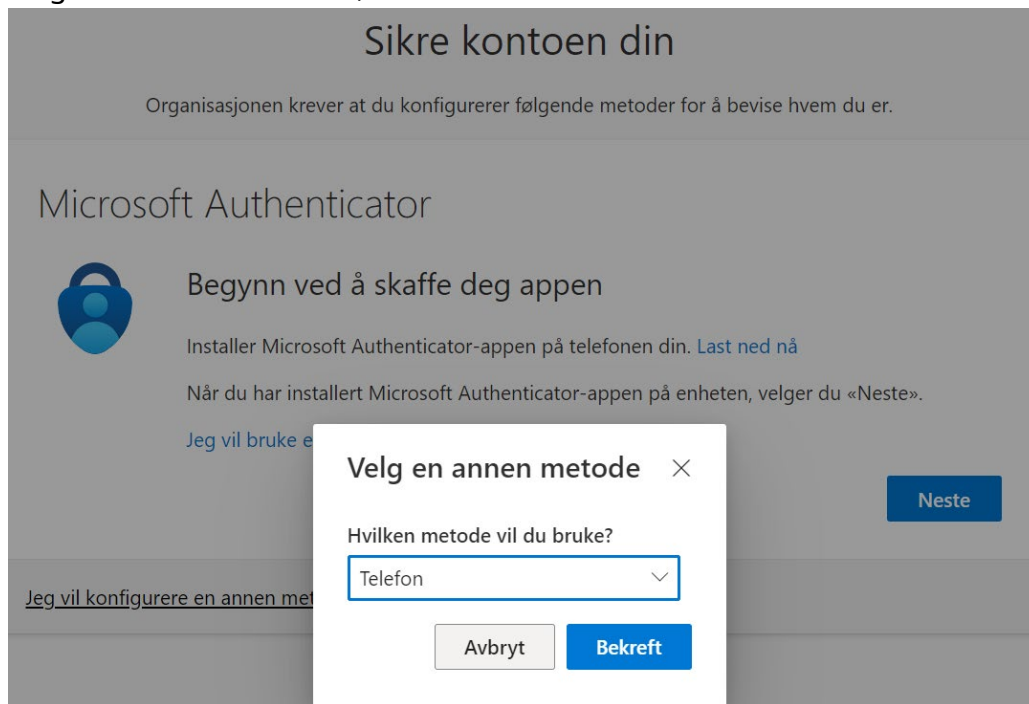 Sikre kontoen din
Organisasjonen krever at du konfigurerer følgende metoder for å bevise hvem du er.
Microsoft Authenticator
Begynn ved å skaffe deg appen
Installer Microsoft Authenticator-appen på telefonen din. Last ned nå
Når du har installert Microsoft Authenticator-appen på enheten, velger du «Neste».
Jeg vil bruke e
Velg en annen metode
Neste
Hvilken metode vil du bruke?
Telefon
Jeg vil konfigurere en annen met
Avbryt Bekreft